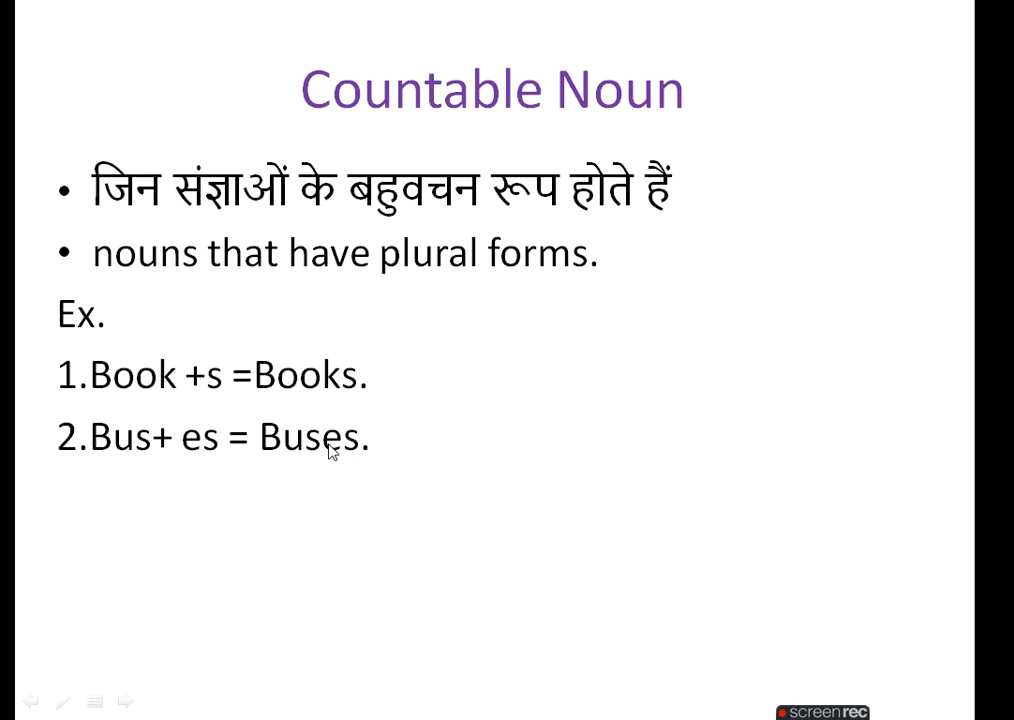 Countable Noun
• जिन संज्ञाओं के बहुवचन रूप होते हैं
• nouns that have plural forms.
Ex.
1.Book +s =Books.
2.Bus+ es = Buses.
screenrec